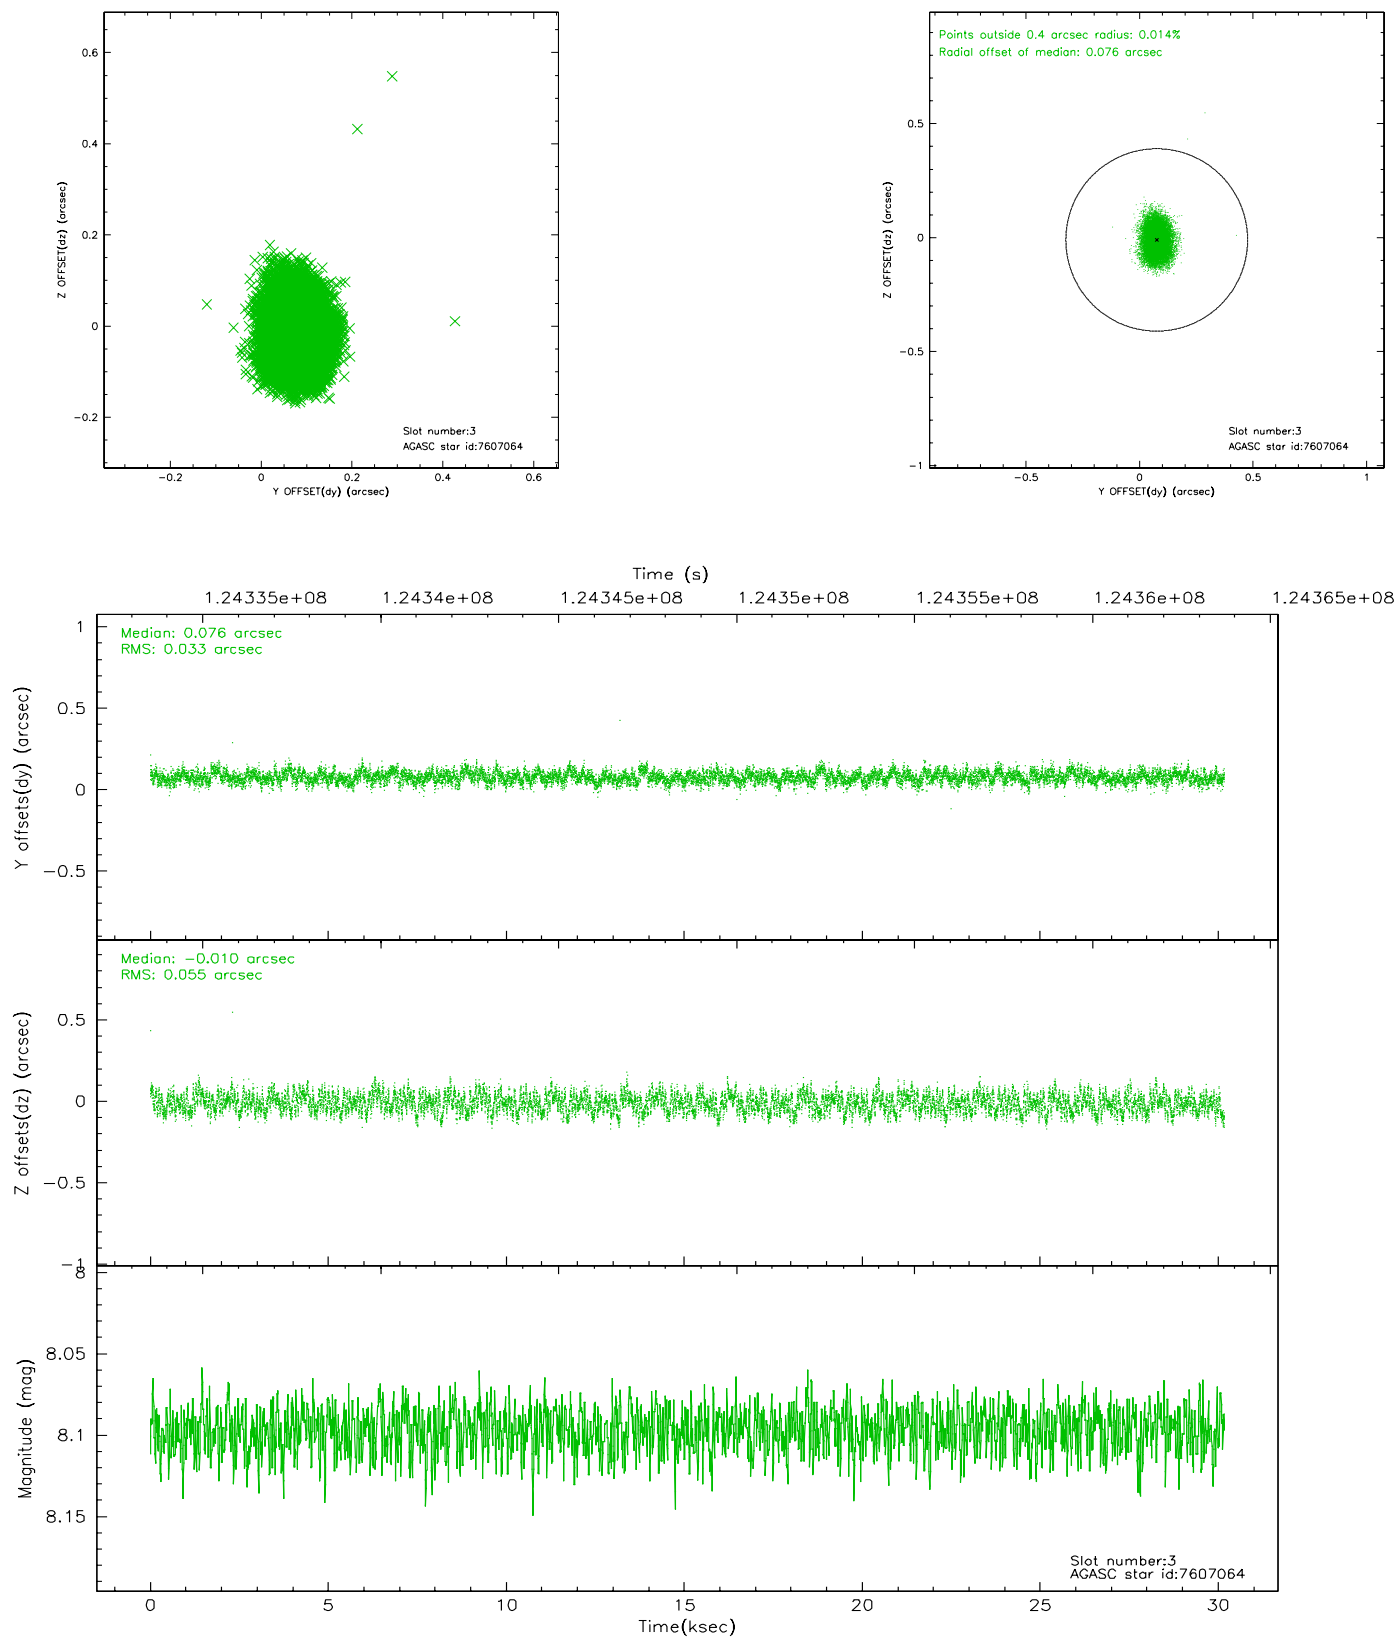 0.6
0.4
0.2
0
−0.2
Z OFFSET(dz) (arcsec)
−0.2 0 0.2 0.4 0.6
Y OFFSET(dy) (arcsec)
Slot number:3
AGASC star id:7607064
Points outside 0.4 arcsec radius: 0.014%
Radial offset of median: 0.076 arcsec
0.5
0
−0.5
−1
Z OFFSET(dz) (arcsec)
−0.5 0 0.5 1
Y OFFSET(dy) (arcsec)
Slot number:3
AGASC star id:7607064
Time (s)
1.24335e+08 1.2434e+08 1.24345e+08 1.2435e+08 1.24355e+08 1.2436e+08 1.24365e+08
Median: 0.076 arcsec
RMS: 0.033 arcsec
1
0.5
0
−0.5
Y offsets(dy) (arcsec)
Median: −0.010 arcsec
RMS: 0.055 arcsec
0.5
0
−0.5
−1
Z offsets(dz) (arcsec)
8
8.05
8.1
8.15
Magnitude (mag)
Slot number:3
AGASC star id:7607064
0 5 10 15 20 25 30
Time(ksec)